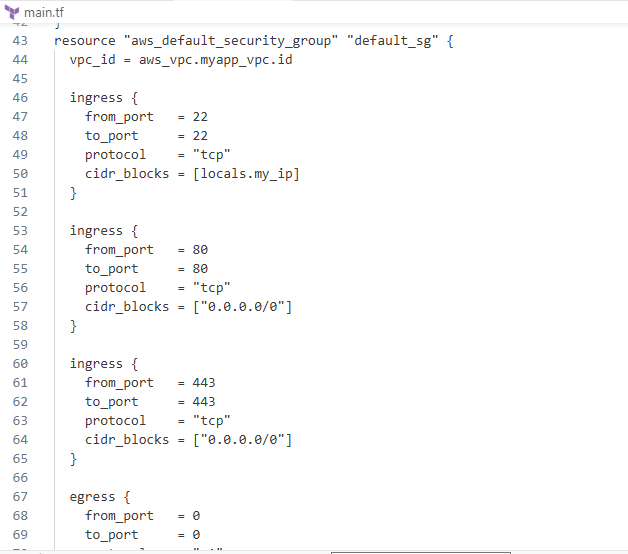 main.tf
42 }
43 resource "aws_default_security_group" "default_sg" {
44   vpc_id = aws_vpc.myapp_vpc.id
45
46   ingress {
47     from_port   = 22
48     to_port     = 22
49     protocol    = "tcp"
50     cidr_blocks = [locals.my_ip]
51   }
52
53   ingress {
54     from_port   = 80
55     to_port     = 80
56     protocol    = "tcp"
57     cidr_blocks = ["0.0.0.0/0"]
58   }
59
60   ingress {
61     from_port   = 443
62     to_port     = 443
63     protocol    = "tcp"
64     cidr_blocks = ["0.0.0.0/0"]
65   }
66
67   egress {
68     from_port   = 0
69     to_port     = 0